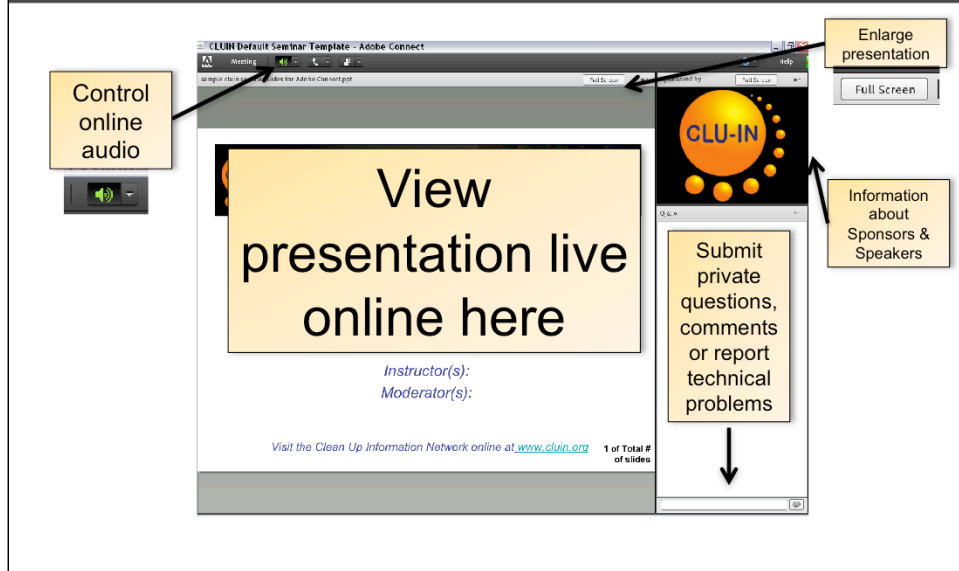 CLUIN Default Seminar Template - Adobe Connect
Meeting
Help
Full Screen
Full Screen
Control
online
audio
Enlarge
presentation
Full Screen
CLU-IN
View
presentation live
online here
Information
about
Sponsors &
Speakers
Q & A
Submit
private
questions,
comments
or report
technical
problems
Instructor(s):
Moderator(s):
Visit the Clean Up Information Network online at www.cluin.org
1 of Total #
of slides